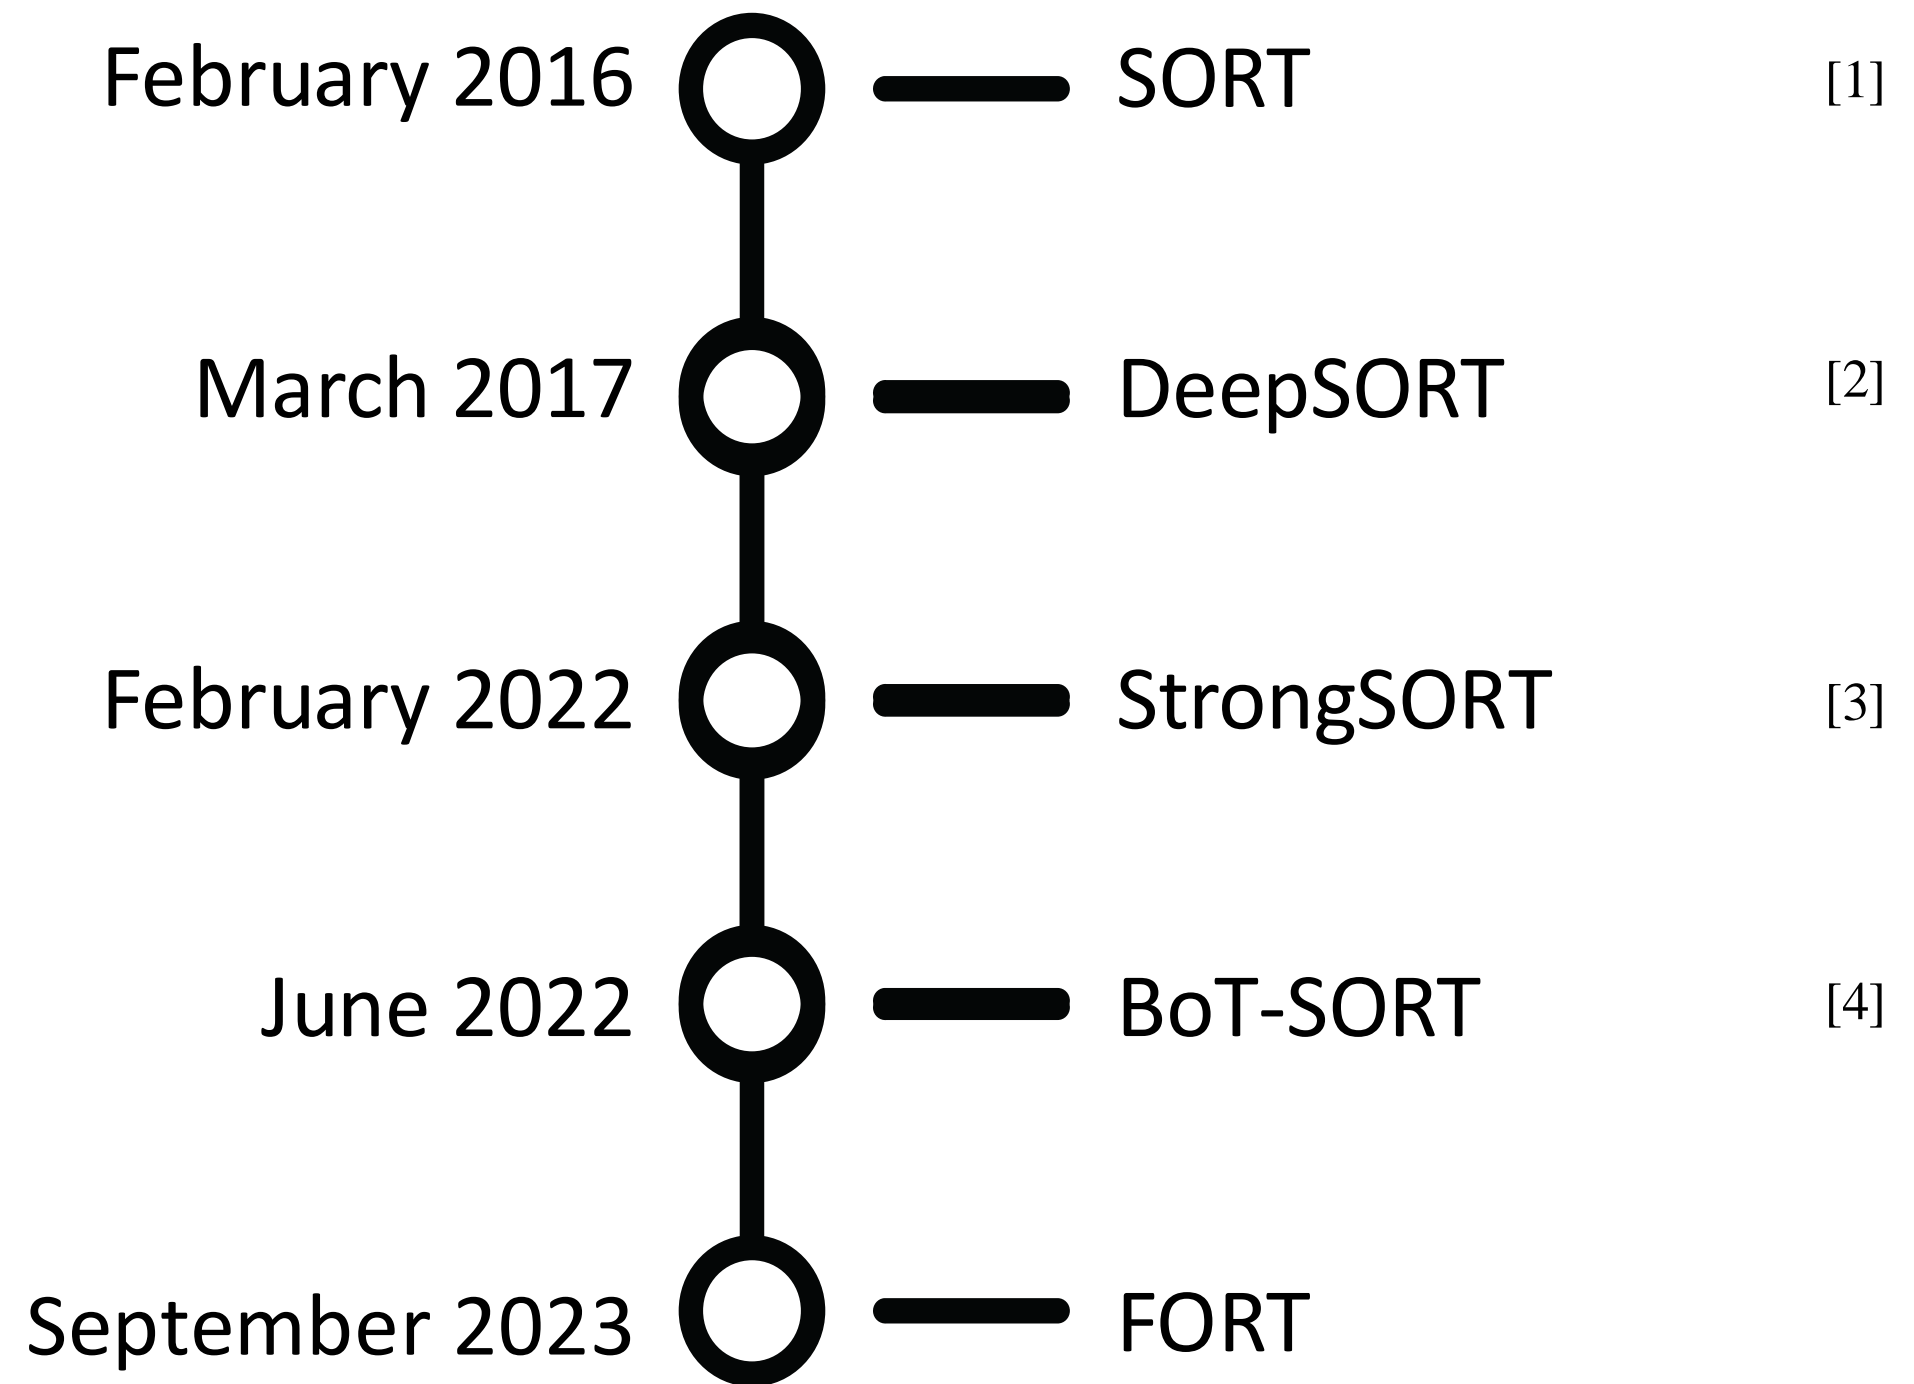 February 2016 SORT [1]
March 2017 DeepSORT [2]
February 2022 StrongSORT [3]
June 2022 BoT-SORT [4]
September 2023 FORT